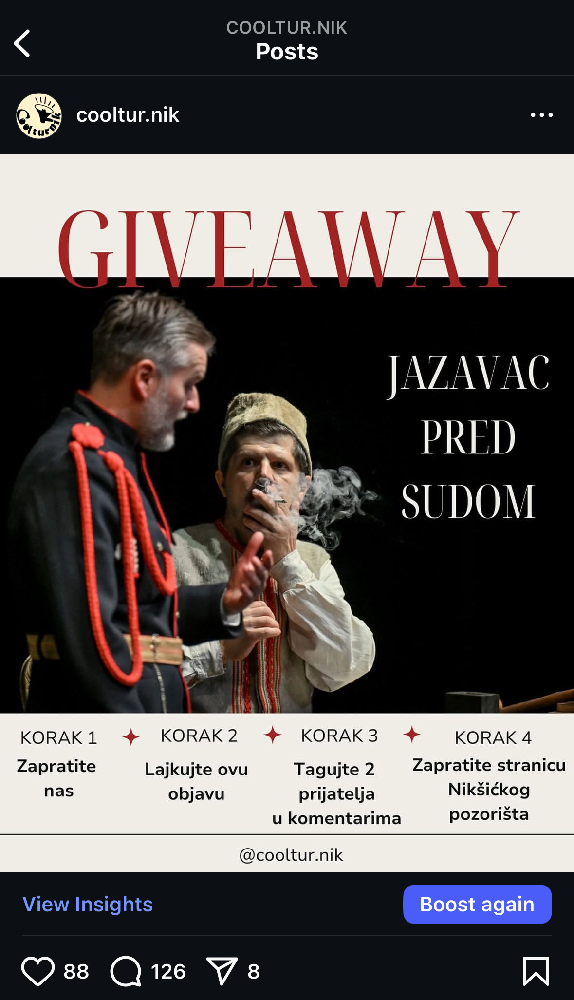 COOLTUR.NIK
Posts
Coolturnik
cooltur.nik
GIVEAWAY
JAZAVAC
PRED
SUDOM
KORAK 1
Zapratite
nas
KORAK 2
Lajkujte ovu
objavu
KORAK 3
Tagujte 2
prijatelja
u komentarima
KORAK 4
Zapratite stranicu
Nikšićkog
pozorišta
@cooltur.nik
View Insights
Boost again
88
126
8